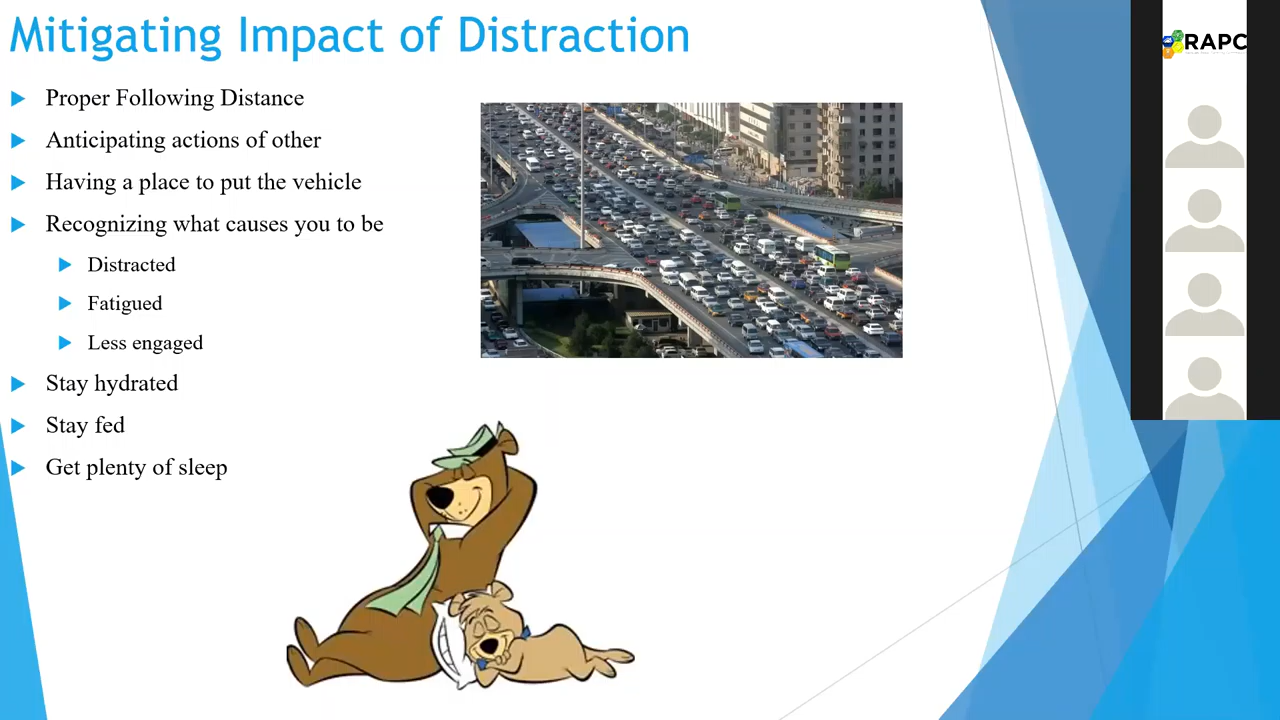 Mitigating Impact of Distraction
Proper Following Distance
Anticipating actions of other
Having a place to put the vehicle
Recognizing what causes you to be
Distracted
Fatigued
Less engaged
Stay hydrated
Stay fed
Get plenty of sleep
RAPC